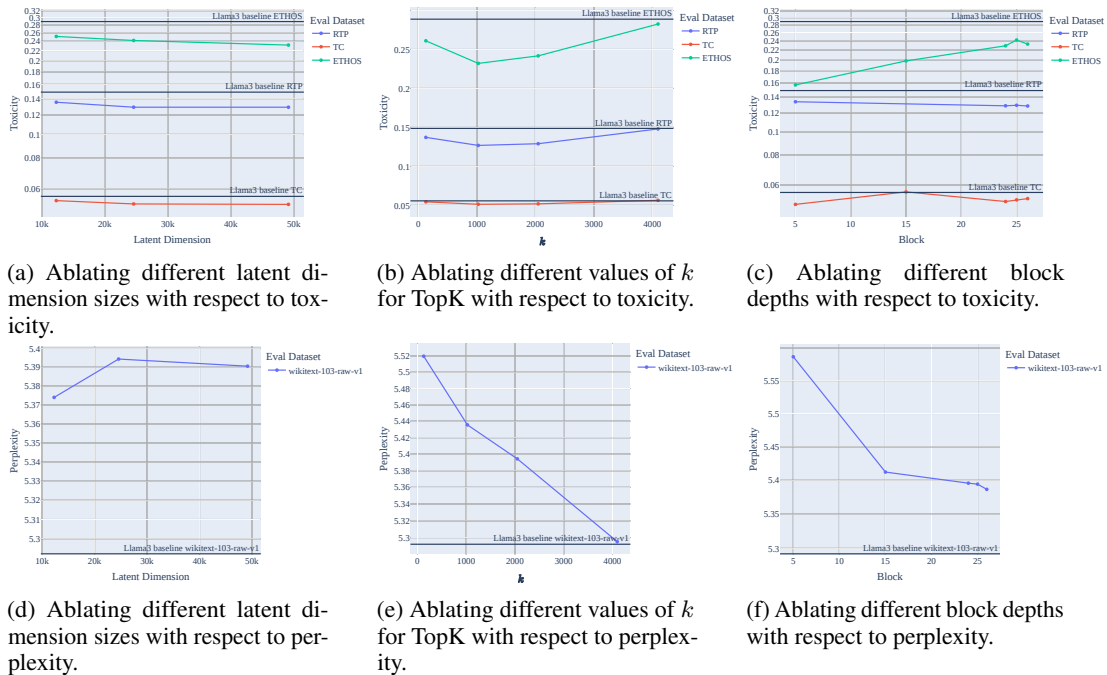 0.32
0.3
0.28
0.26
0.24
0.22
0.2
0.18
0.16
0.14
0.12
0.1
0.08
0.06
Toxicity
Llama3 baseline ETHOS
Llama3 baseline RTP
Llama3 baseline TC
10k 20k 30k 40k 50k
Latent Dimension
Eval Dataset
RTP
TC
ETHOS
0.25
0.2
0.15
0.1
0.05
Toxicity
Llama3 baseline ETHOS
Llama3 baseline RTP
Llama3 baseline TC
0 1000 2000 3000 4000
k
Eval Dataset
RTP
TC
ETHOS
0.32
0.3
0.28
0.26
0.24
0.22
0.2
0.18
0.16
0.14
0.12
0.1
0.08
0.06
Toxicity
Llama3 baseline ETHOS
Llama3 baseline RTP
Llama3 baseline TC
5 10 15 20 25
Block
Eval Dataset
RTP
TC
ETHOS
(a) Ablating different latent di-
mension sizes with respect to tox-
icity.
(b) Ablating different values of k
for TopK with respect to toxicity.
(c) Ablating different block
depths with respect to toxicity.
5.4
5.39
5.38
5.37
5.36
5.35
5.34
5.33
5.32
5.31
5.3
Perplexity
Llama3 baseline wikitext-103-raw-v1
10k 20k 30k 40k 50k
Latent Dimension
Eval Dataset
wikitext-103-raw-v1
5.52
5.5
5.48
5.46
5.44
5.42
5.4
5.38
5.36
5.34
5.32
5.3
Perplexity
Llama3 baseline wikitext-103-raw-v1
0 1000 2000 3000 4000
k
Eval Dataset
wikitext-103-raw-v1
5.55
5.5
5.45
5.4
5.35
5.3
Perplexity
Llama3 baseline wikitext-103-raw-v1
5 10 15 20 25
Block
Eval Dataset
wikitext-103-raw-v1
(d) Ablating different latent di-
mension sizes with respect to per-
plexity.
(e) Ablating different values of k
for TopK with respect to perplex-
ity.
(f) Ablating different block depths
with respect to perplexity.